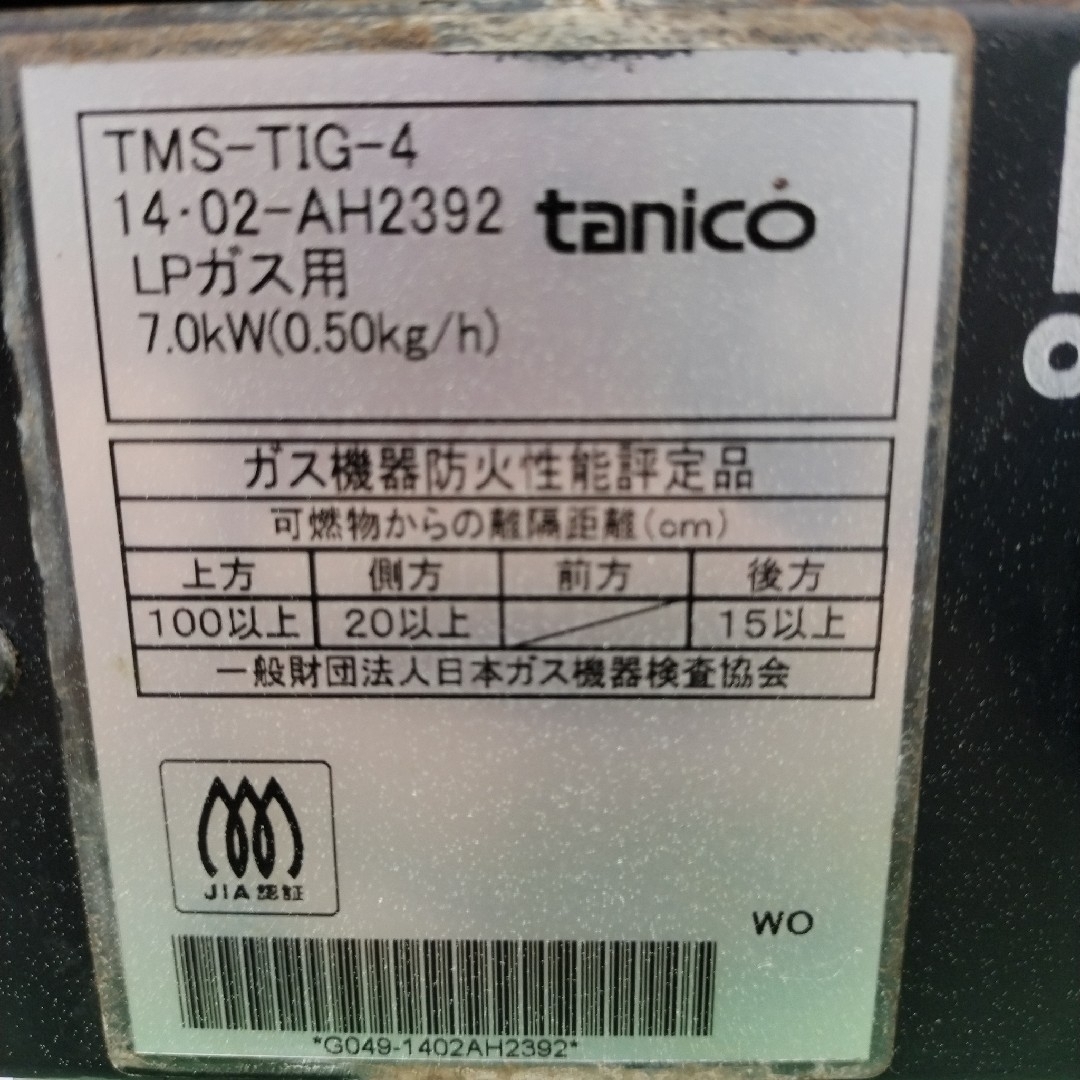 TMS-TIG-4
14・02-AH2392
tanico
LPガス用
7.0kW(0.50kg/h)
ガス機器防火性能評定品
可燃物からの離隔距離(cm)
上方 側方 前方 後方
100以上 20以上 15以上
一般財団法人日本ガス機器検査協会
JIA認証
WO
*G049-1402AH2392*